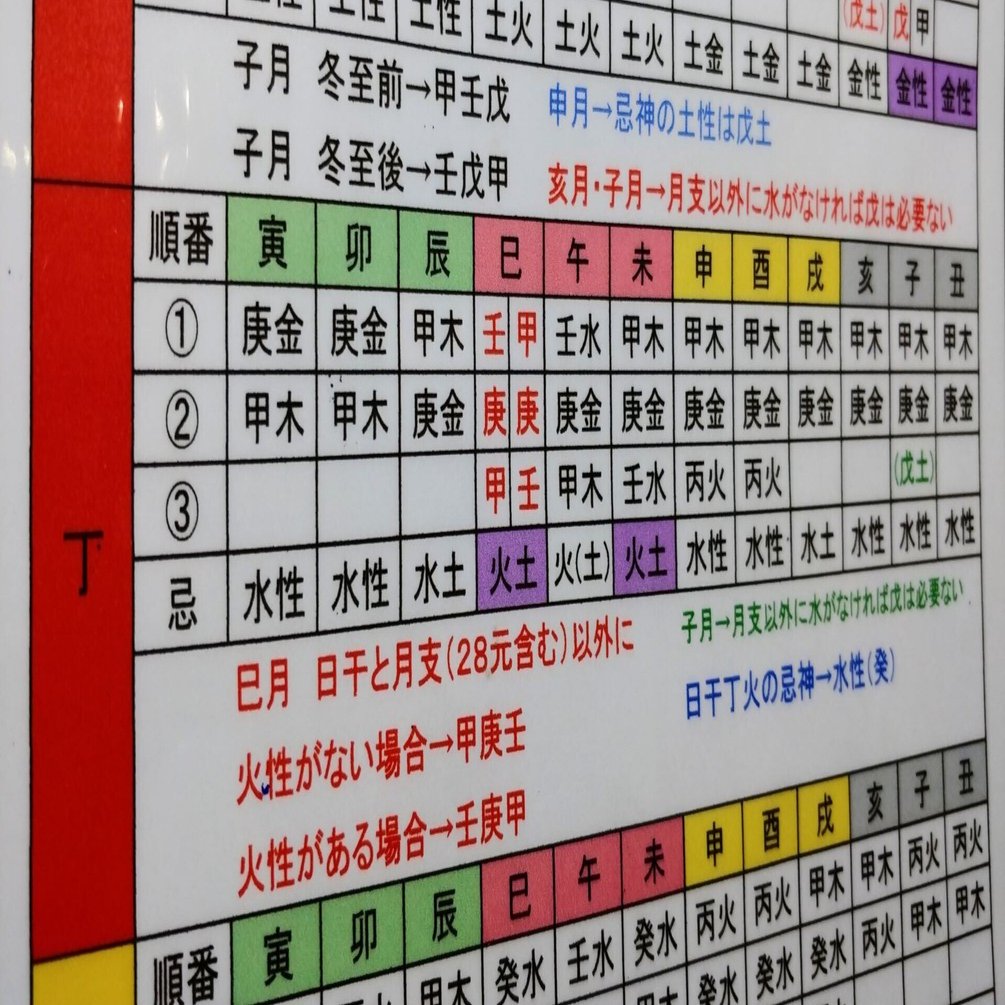 土性 土性 土火 土火 土火 土金 土金 土金 金性 金性 金性
(戊土) 戊 甲
子月 冬至前→甲壬戊
申月→忌神の土性は戊土
子月 冬至後→壬戊甲
亥月・子月→月支以外に水がなければ戊は必要ない
丁
順番 寅 卯 辰 巳 午 未 申 酉 戌 亥 子 丑
① 庚金 庚金 甲木 壬 甲 壬水 甲木 甲木 甲木 甲木 甲木 甲木 甲木
② 甲木 甲木 庚金 庚 庚 庚金 庚金 庚金 庚金 庚金 庚金 庚金 庚金
③ 甲 壬 甲木 壬水 丙火 丙火 (戊土)
忌 水性 水性 水土 火土 火(土) 火土 水性 水性 水土 水性 水性 水性
巳月 日干と月支(28元含む)以外に
火性がない場合→甲庚壬
火性がある場合→壬庚甲
子月→月支以外に水がなければ戊は必要ない
日干丁火の忌神→水性(癸)
順番 寅 卯 辰 巳 午 未 申 酉 戌 亥 子 丑
丙火 甲木 癸水 壬水 癸水 丙火 丙火 甲木 甲木 丙火 丙火
甲木 癸水 癸水 癸水 丙火 甲木 甲木